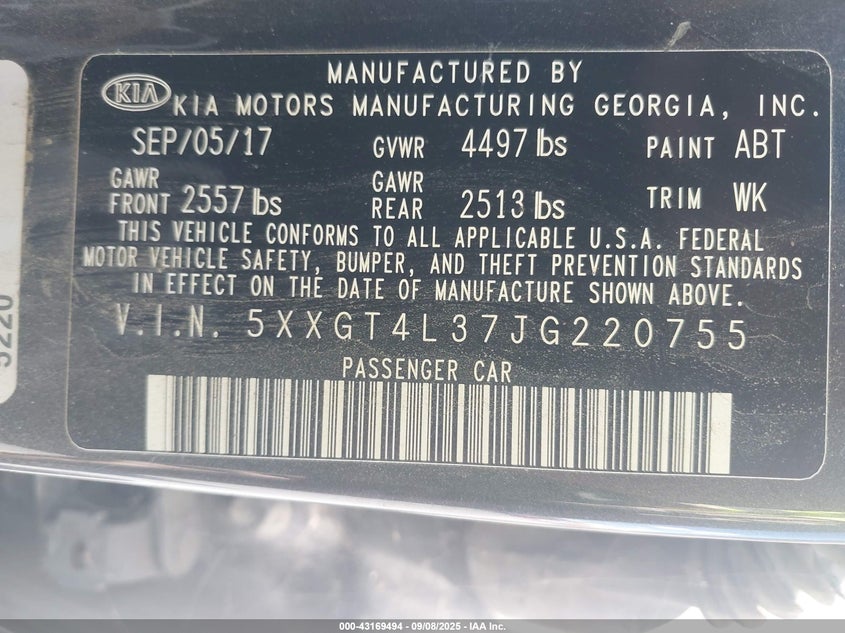 MANUFACTURED BY
KIA KIA MOTORS MANUFACTURING GEORGIA, INC.
SEP/05/17 GVWR 4497 lbs PAINT ABT
GAWR FRONT 2557 lbs GAWR REAR 2513 lbs TRIM WK
THIS VEHICLE CONFORMS TO ALL APPLICABLE U.S.A. FEDERAL
MOTOR VEHICLE SAFETY, BUMPER, AND THEFT PREVENTION STANDARDS
IN EFFECT ON THE DATE OF MANUFACTURE SHOWN ABOVE.
V.I.N. 5XXGT4L37JG220755
PASSENGER CAR
5220
000-43169494 - 09/08/2025 - IAA Inc.